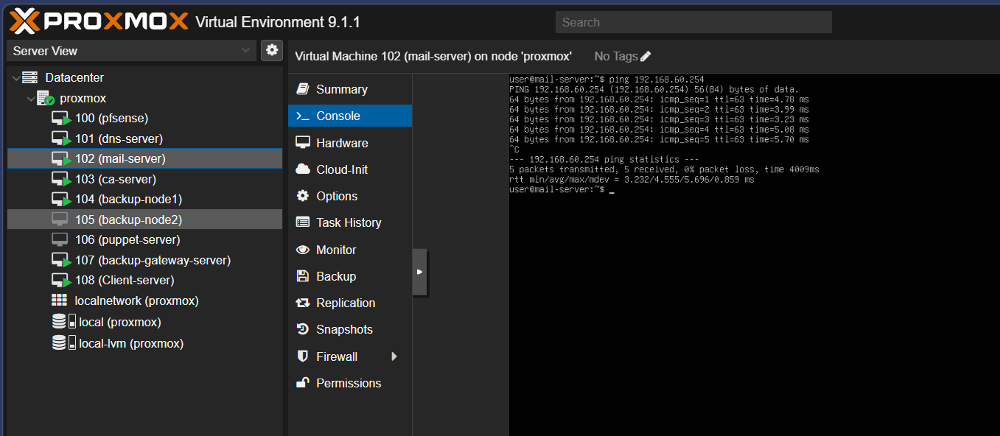 PROXMOX Virtual Environment 9.1.1
Search
Server View
Virtual Machine 102 (mail-server) on node 'proxmox'
No Tags
Datacenter
proxmox
100 (pfsense)
101 (dns-server)
102 (mail-server)
103 (ca-server)
104 (backup-node1)
105 (backup-node2)
106 (puppet-server)
107 (backup-gateway-server)
108 (Client-server)
localnetwork (proxmox)
local (proxmox)
local-lvm (proxmox)
Summary
Console
Hardware
Cloud-Init
Options
Task History
Monitor
Backup
Replication
Snapshots
Firewall
Permissions
user@mail-server:~$ ping 192.168.60.254
PING 192.168.60.254 (192.168.60.254) 56(84) bytes of data.
64 bytes from 192.168.60.254: icmp_seq=1 ttl=63 time=4.78 ms
64 bytes from 192.168.60.254: icmp_seq=2 ttl=63 time=3.99 ms
64 bytes from 192.168.60.254: icmp_seq=3 ttl=63 time=3.23 ms
64 bytes from 192.168.60.254: icmp_seq=4 ttl=63 time=5.08 ms
64 bytes from 192.168.60.254: icmp_seq=5 ttl=63 time=5.70 ms
^C
--- 192.168.60.254 ping statistics ---
5 packets transmitted, 5 received, 0% packet loss, time 4009ms
rtt min/avg/max/mdev = 3.232/4.555/5.696/0.859 ms
user@mail-server:~$ _